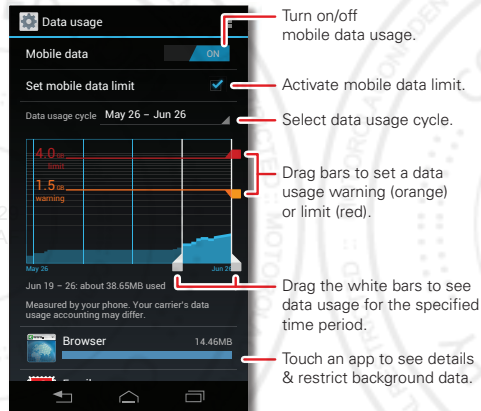 Data usage
Mobile data
ON
Set mobile data limit
Data usage cycle May 26 – Jun 26
4.0 GB
limit
1.5 GB
warning
May 26
Jun 26
Jun 19 – 26: about 38.65MB used
Measured by your phone. Your carrier's data
usage accounting may differ.
Browser
14.46MB
Turn on/off
mobile data usage.
Activate mobile data limit.
Select data usage cycle.
Drag bars to set a data
usage warning (orange)
or limit (red).
Drag the white bars to see
data usage for the specified
time period.
Touch an app to see details
& restrict background data.